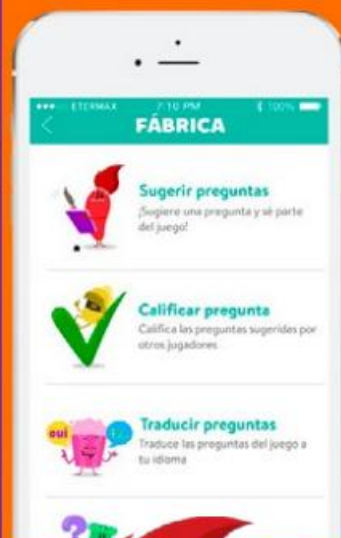 ETERMAX 7:10 PM 100%
FÁBRICA
Sugerir preguntas
¡Sugiere una pregunta y sé parte
del juego!
Calificar pregunta
Califica las preguntas sugeridas por
otros jugadores
oui
Traducir preguntas
Traduce las preguntas del juego a
tu idioma
?